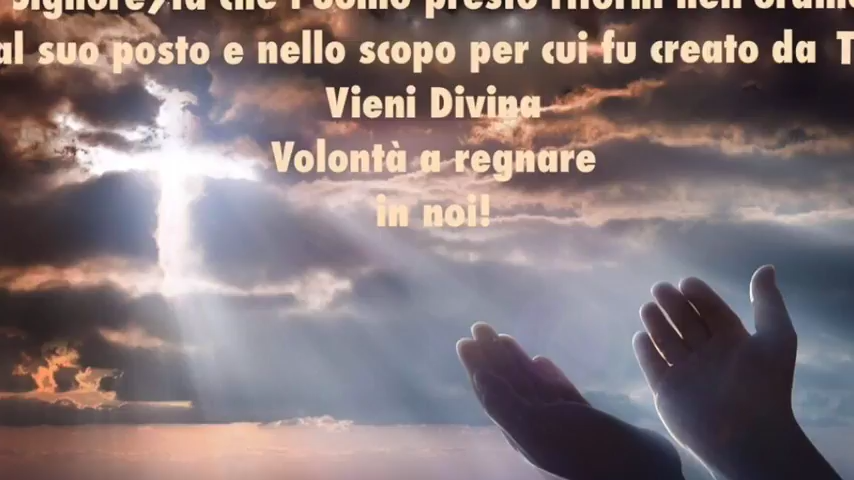 Signore, fa che l'uomo presto ritorni nell'ordine
al suo posto e nello scopo per cui fu creato da T
Vieni Divina
Volontà a regnare
in noi!